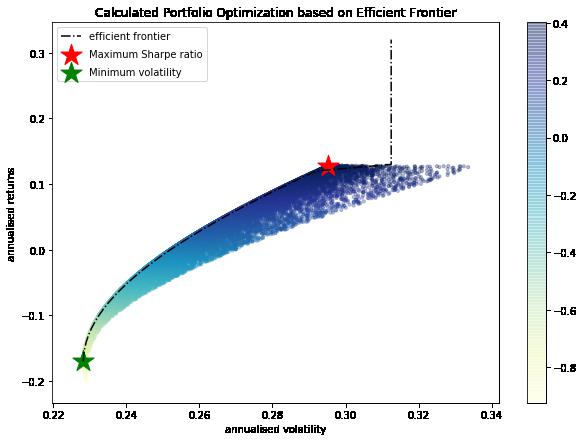 Calculated Portfolio Optimization based on Efficient Frontier
efficient frontier
Maximum Sharpe ratio
Minimum volatility
annualised returns
0.3
0.2
0.1
0.0
−0.1
−0.2
0.22 0.24 0.26 0.28 0.30 0.32 0.34
annualised volatility
0.4
0.2
0.0
−0.2
−0.4
−0.6
−0.8